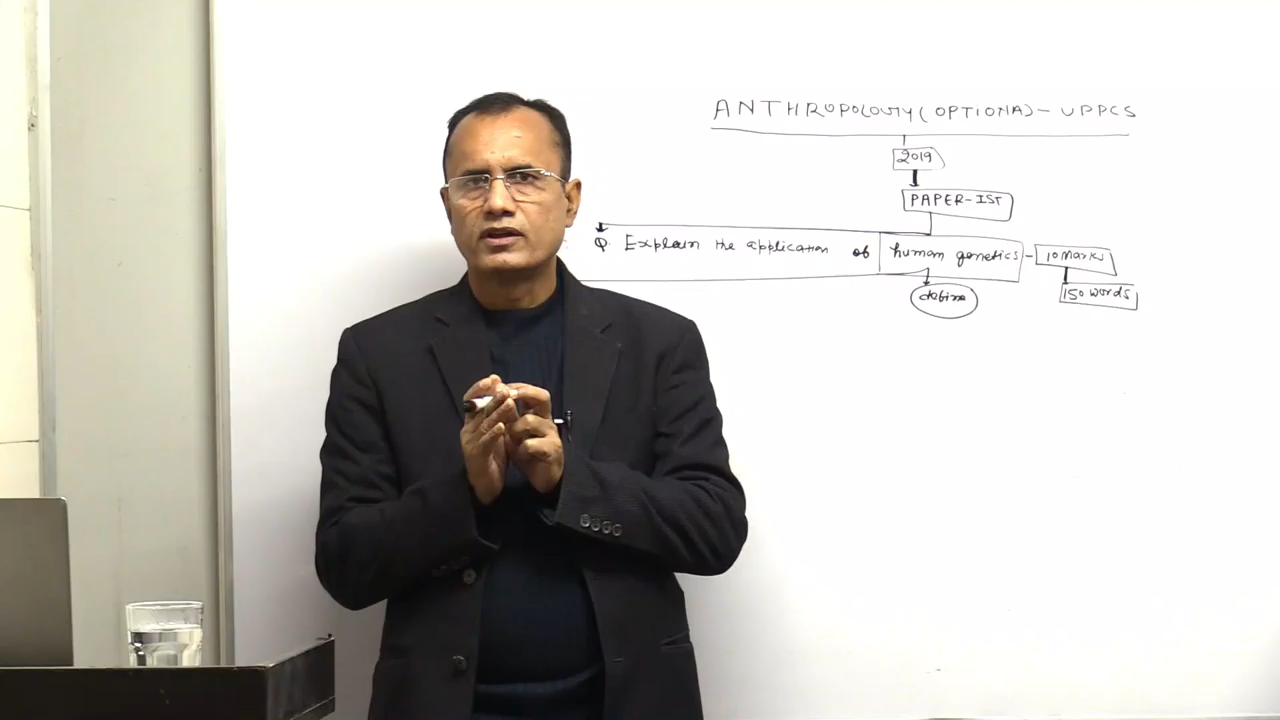 ANTHROPOLOGY (OPTIONAL) - UPPCS
2019
PAPER-IST
Q. Explain the application of human genetics - 10 Marks
define
150 words